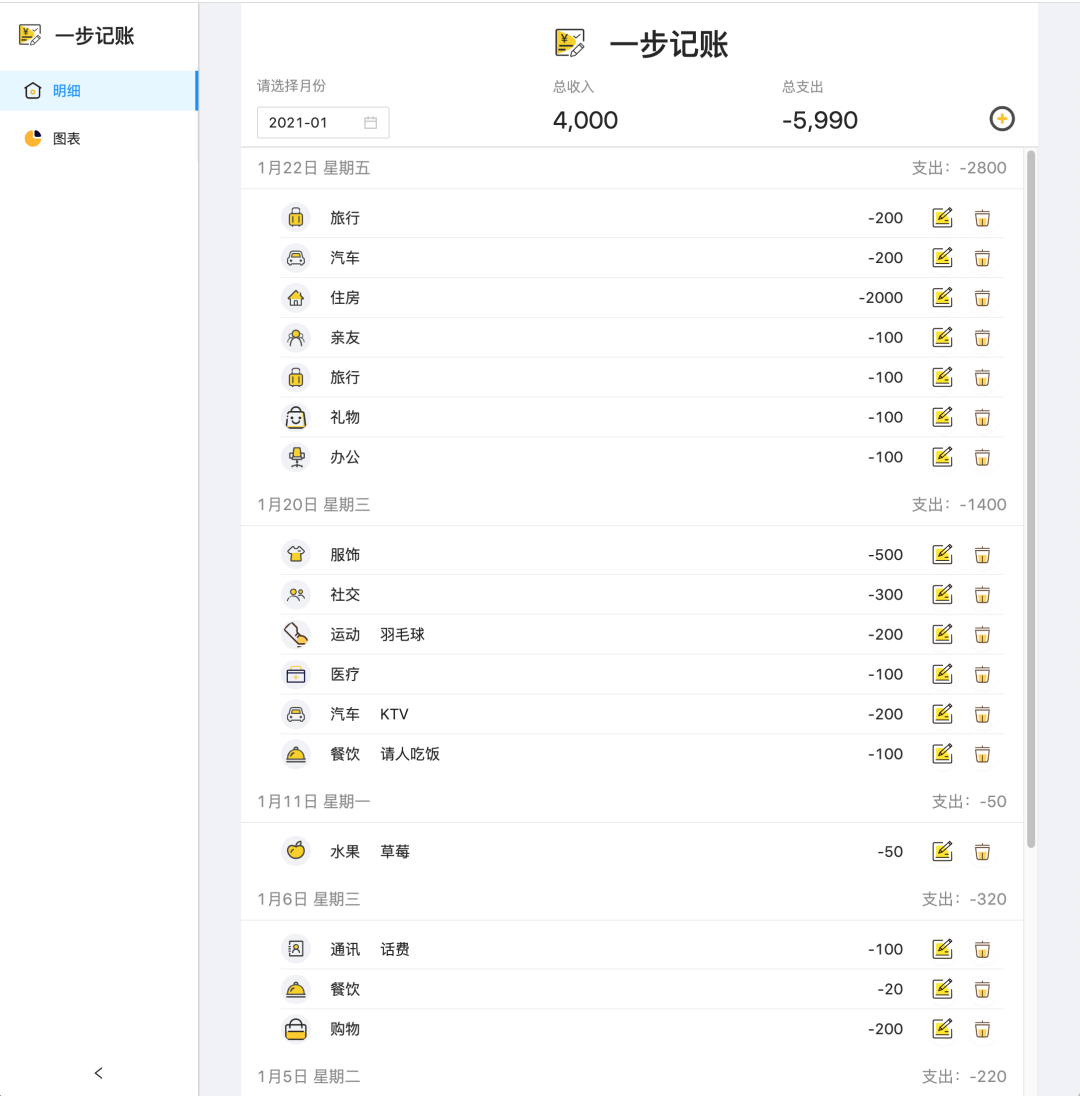 一步记账
明细
图表
一步记账
请选择月份 总收入 总支出
2021-01 4,000 -5,990
1月22日 星期五 支出：-2800
旅行 -200
汽车 -200
住房 -2000
亲友 -100
旅行 -100
礼物 -100
办公 -100
1月20日 星期三 支出：-1400
服饰 -500
社交 -300
运动 羽毛球 -200
医疗 -100
汽车 KTV -200
餐饮 请人吃饭 -100
1月11日 星期一 支出：-50
水果 草莓 -50
1月6日 星期三 支出：-320
通讯 话费 -100
餐饮 -20
购物 -200
1月5日 星期二 支出：-220